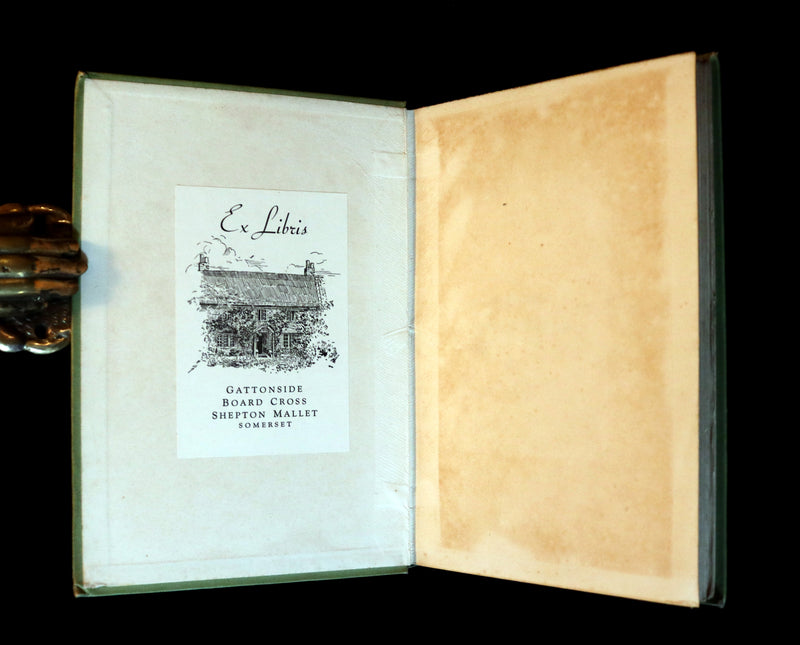 Ex Libris
GATTONSIDE
BOARD CROSS
SHEPTON MALLET
SOMERSET